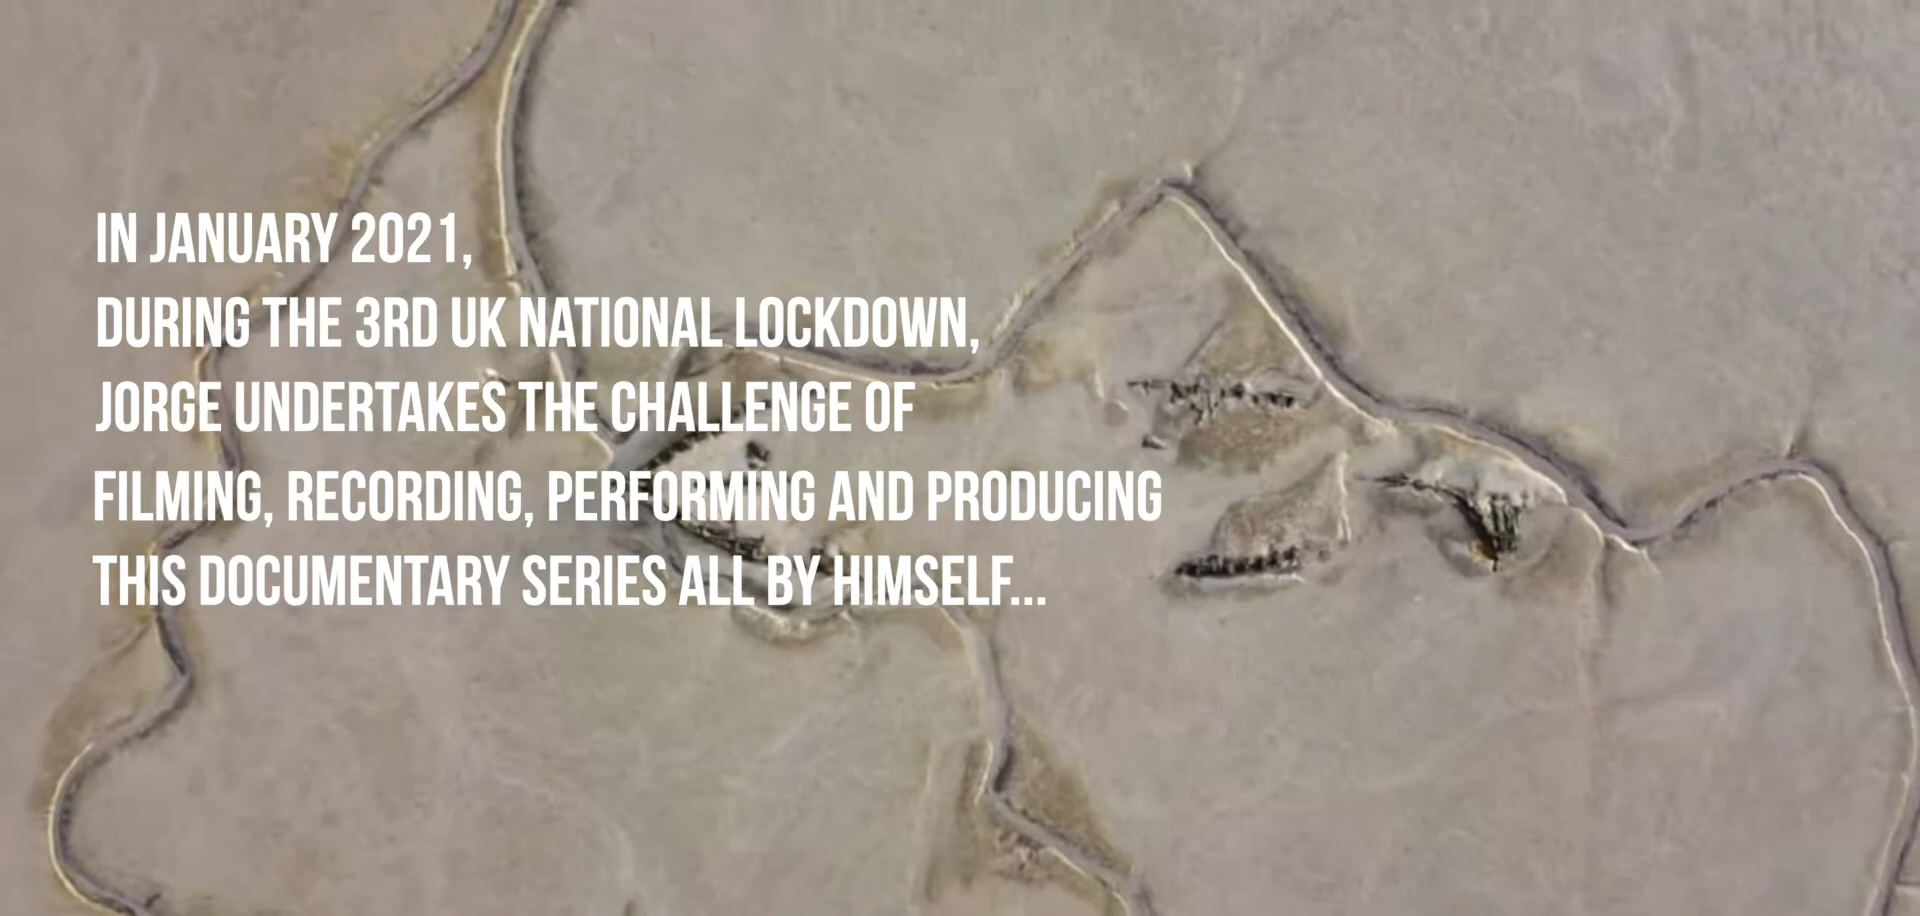 IN JANUARY 2021,
DURING THE 3RD UK NATIONAL LOCKDOWN,
JORGE UNDERTAKES THE CHALLENGE OF
FILMING, RECORDING, PERFORMING AND PRODUCING
THIS DOCUMENTARY SERIES ALL BY HIMSELF...